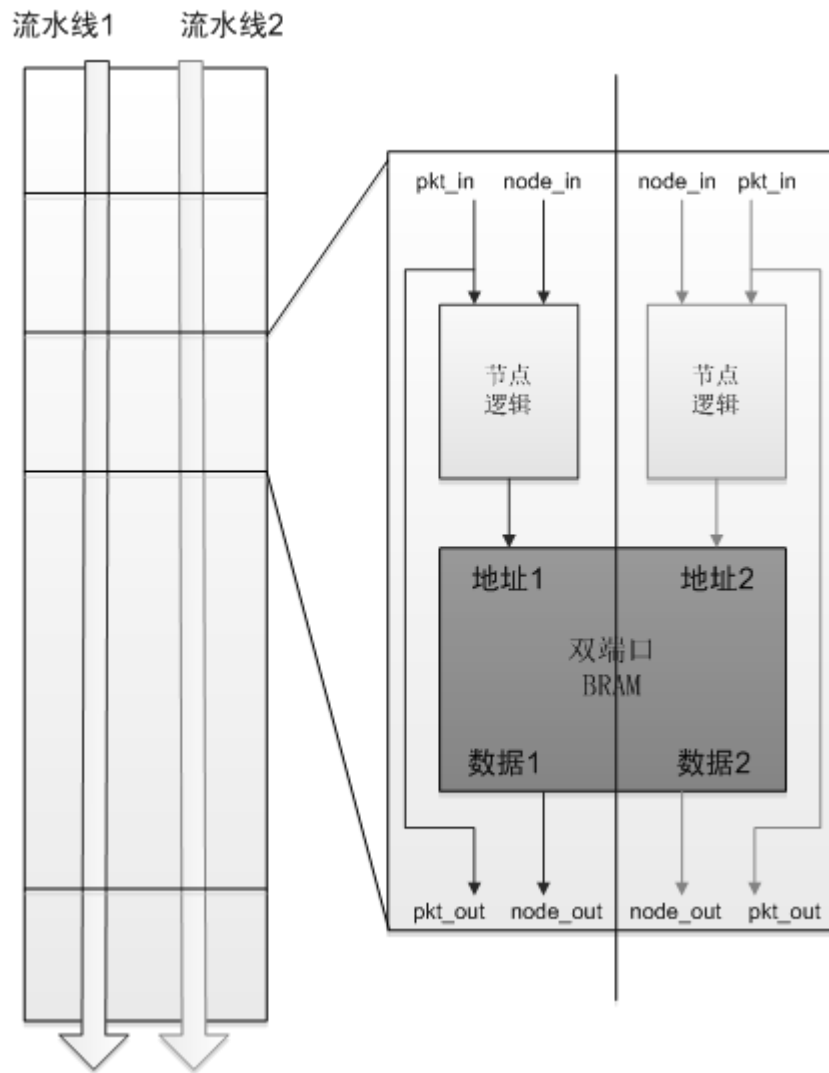 流水线1 流水线2
pkt_in node_in node_in pkt_in
节点 节点
逻辑 逻辑
地址1 地址2
双端口
BRAM
数据1 数据2
pkt_out node_out node_out pkt_out